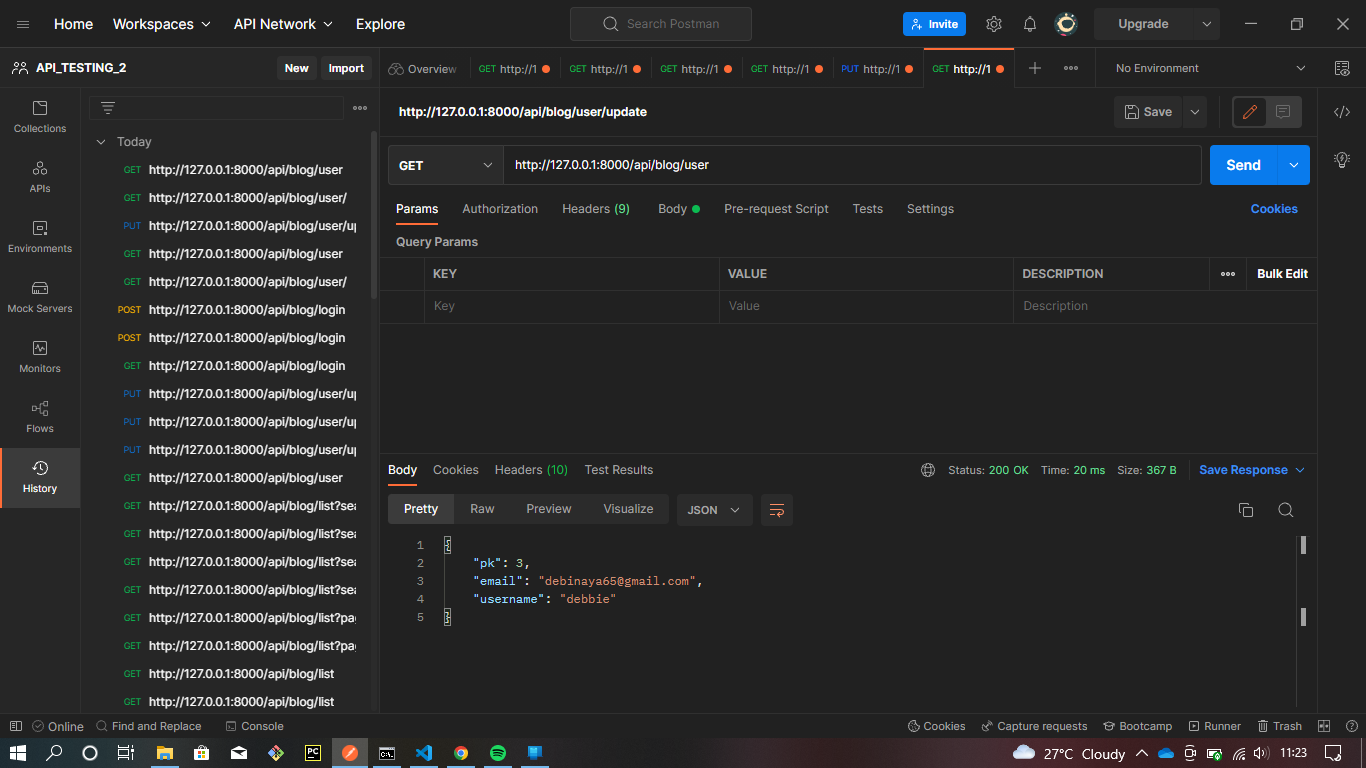 Home Workspaces API Network Explore Search Postman Invite Upgrade
API_TESTING_2 New Import Overview GET http://1 GET http://1 GET http://1 GET http://1 PUT http://1 GET http://1 No Environment
http://127.0.0.1:8000/api/blog/user/update Save
Collections
APIs
Environments
Mock Servers
Monitors
Flows
History
Today
GET http://127.0.0.1:8000/api/blog/user
GET http://127.0.0.1:8000/api/blog/user/
PUT http://127.0.0.1:8000/api/blog/user/up
GET http://127.0.0.1:8000/api/blog/user
GET http://127.0.0.1:8000/api/blog/user/
POST http://127.0.0.1:8000/api/blog/login
POST http://127.0.0.1:8000/api/blog/login
GET http://127.0.0.1:8000/api/blog/login
PUT http://127.0.0.1:8000/api/blog/user/up
PUT http://127.0.0.1:8000/api/blog/user/up
PUT http://127.0.0.1:8000/api/blog/user/up
GET http://127.0.0.1:8000/api/blog/user
GET http://127.0.0.1:8000/api/blog/list?sea
GET http://127.0.0.1:8000/api/blog/list?sea
GET http://127.0.0.1:8000/api/blog/list?sea
GET http://127.0.0.1:8000/api/blog/list?sea
GET http://127.0.0.1:8000/api/blog/list?pag
GET http://127.0.0.1:8000/api/blog/list?pag
GET http://127.0.0.1:8000/api/blog/list
GET http://127.0.0.1:8000/api/blog/list
GET http://127.0.0.1:8000/api/blog/user Send
Params Authorization Headers (9) Body Pre-request Script Tests Settings Cookies
Query Params
KEY VALUE DESCRIPTION Bulk Edit
Key Value Description
Body Cookies Headers (10) Test Results Status: 200 OK Time: 20 ms Size: 367 B Save Response
Pretty Raw Preview Visualize JSON
1 {
2 "pk": 3,
3 "email": "debinaya65@gmail.com",
4 "username": "debbie"
5 }
Online Find and Replace Console Cookies Capture requests Bootcamp Runner Trash
PC 27°C Cloudy 11:23